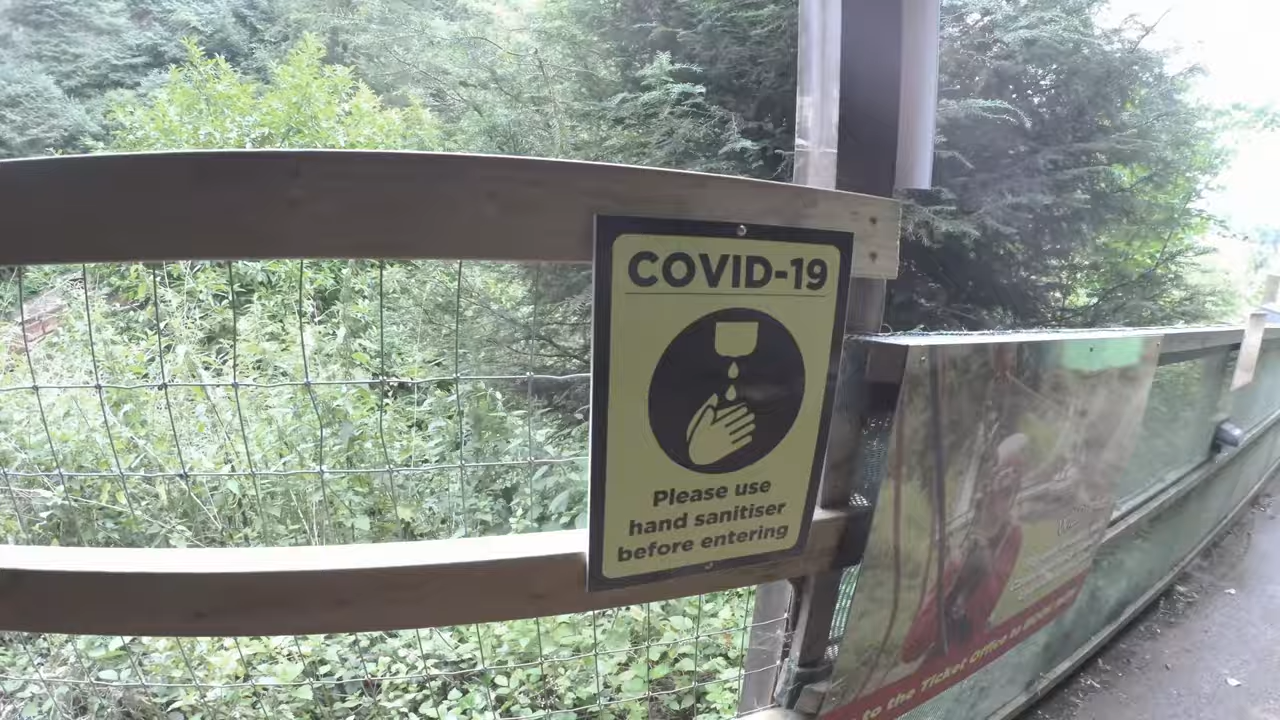 COVID-19
Please use
hand sanitiser
before entering
to the Ticket Office to